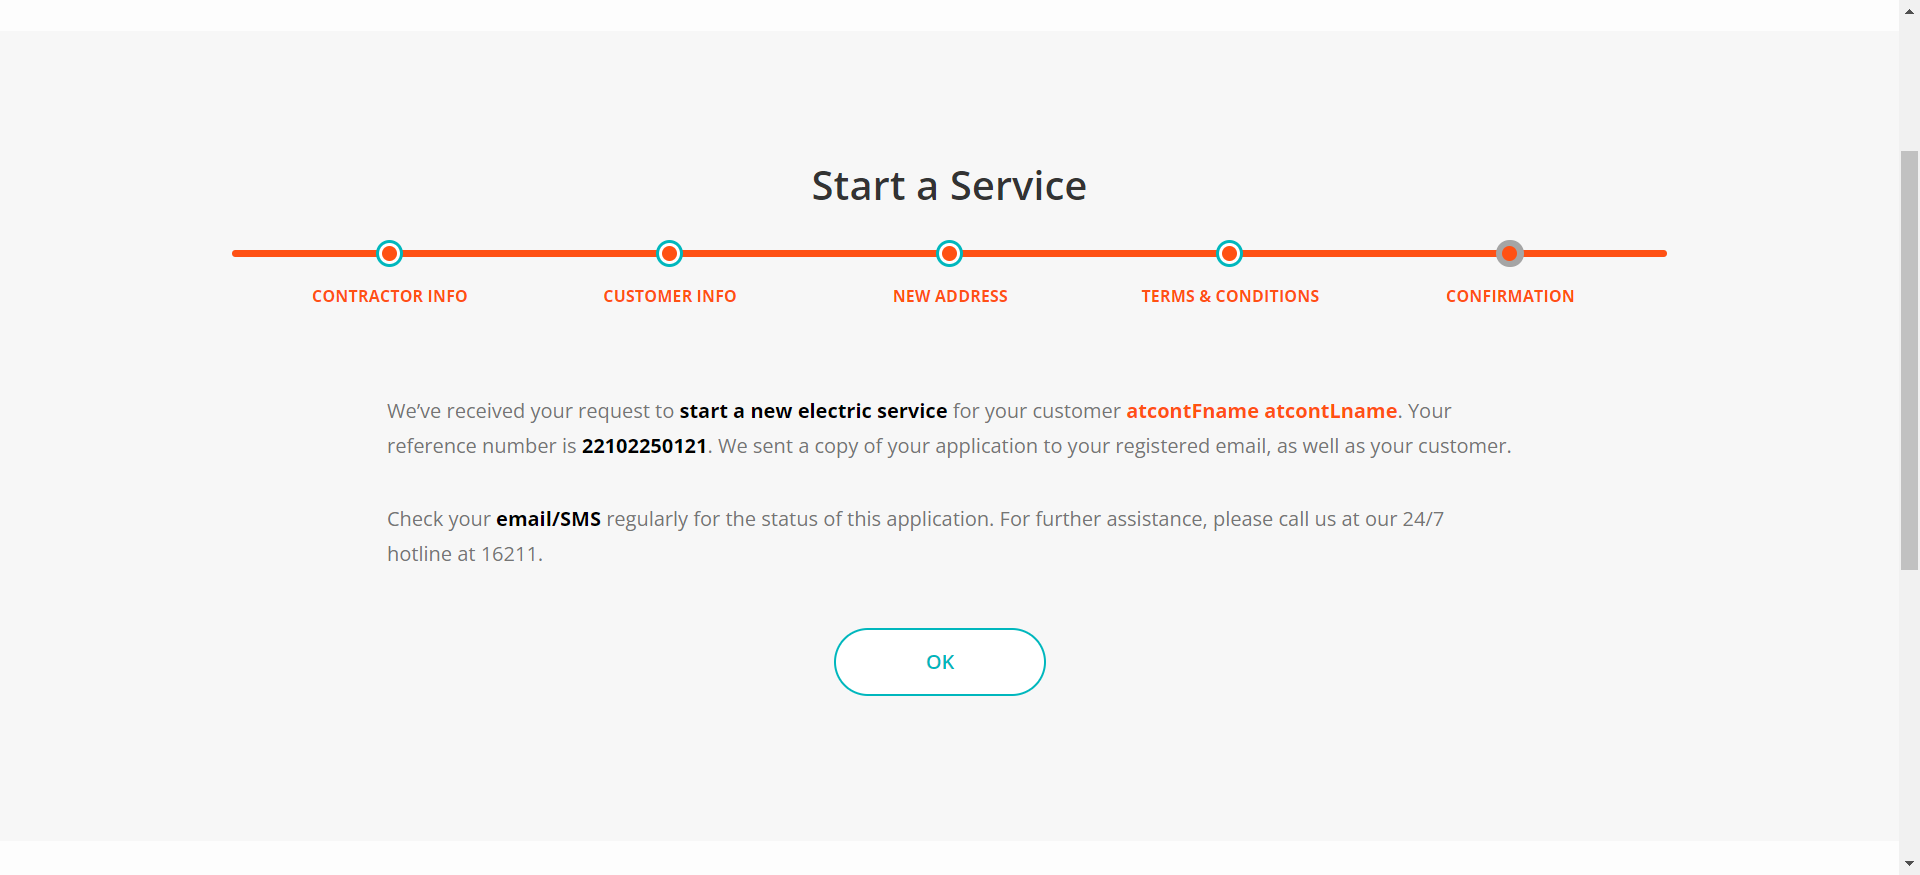 Start a Service
CONTRACTOR INFO
CUSTOMER INFO
NEW ADDRESS
TERMS & CONDITIONS
CONFIRMATION
We’ve received your request to start a new electric service for your customer atcontFname atcontLname. Your
reference number is 22102250121. We sent a copy of your application to your registered email, as well as your customer.
Check your email/SMS regularly for the status of this application. For further assistance, please call us at our 24/7
hotline at 16211.
OK